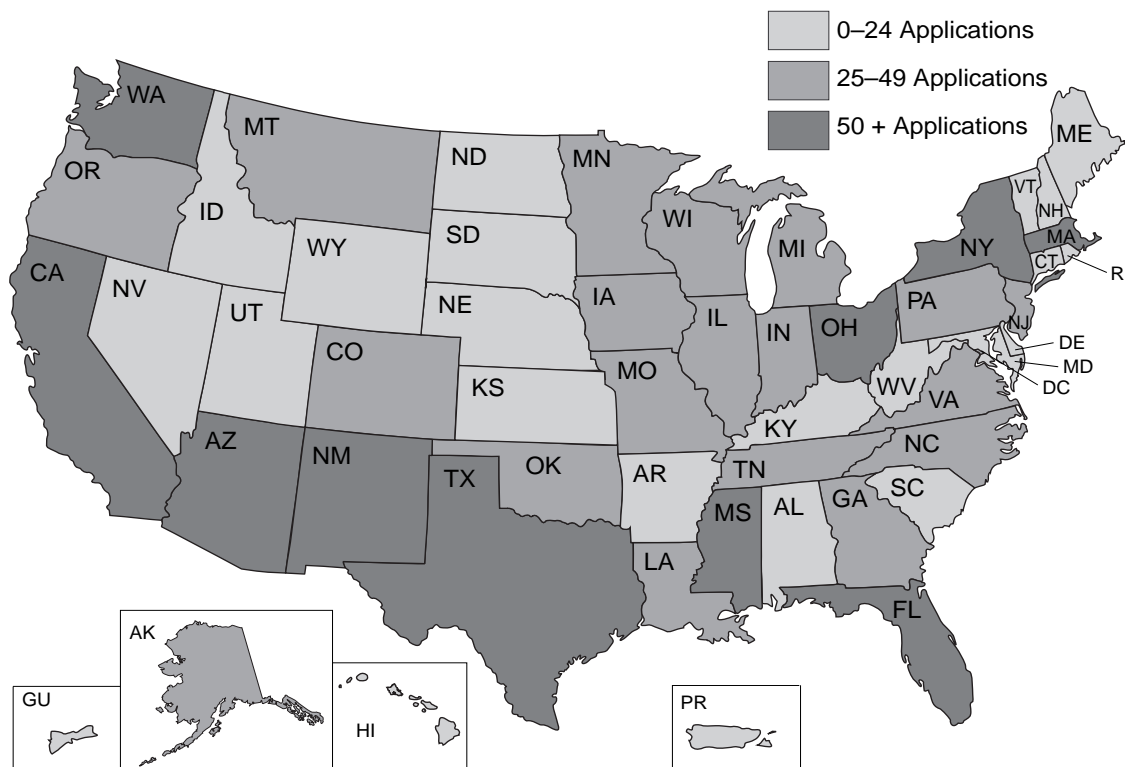 0–24 Applications
25–49 Applications
50 + Applications
WA
MT
ME
ND
MN
OR
VT
ID
NH
WI
SD
MI
WY
NY
MA
CA
CT
R
NV
NE
IA
PA
UT
IL
IN
OH
NJ
CO
DE
MO
MD
KS
WV
DC
VA
KY
AZ
NM
OK
TN
NC
TX
AR
SC
MS
AL
GA
LA
FL
AK
GU
HI
PR